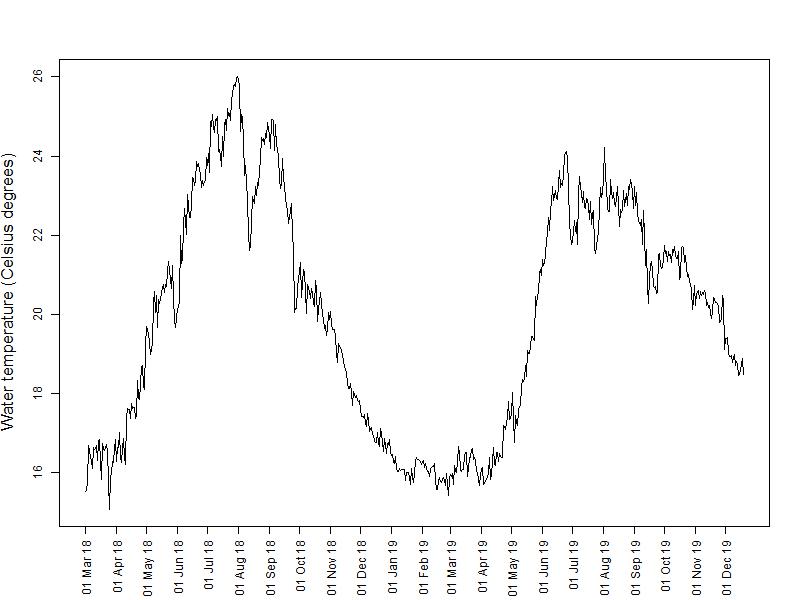 Water temperature (Celsius degrees)
26
24
22
20
18
16
01 Mar 18
01 Apr 18
01 May 18
01 Jun 18
01 Jul 18
01 Aug 18
01 Sep 18
01 Oct 18
01 Nov 18
01 Dec 18
01 Jan 19
01 Feb 19
01 Mar 19
01 Apr 19
01 May 19
01 Jun 19
01 Jul 19
01 Aug 19
01 Sep 19
01 Oct 19
01 Nov 19
01 Dec 19